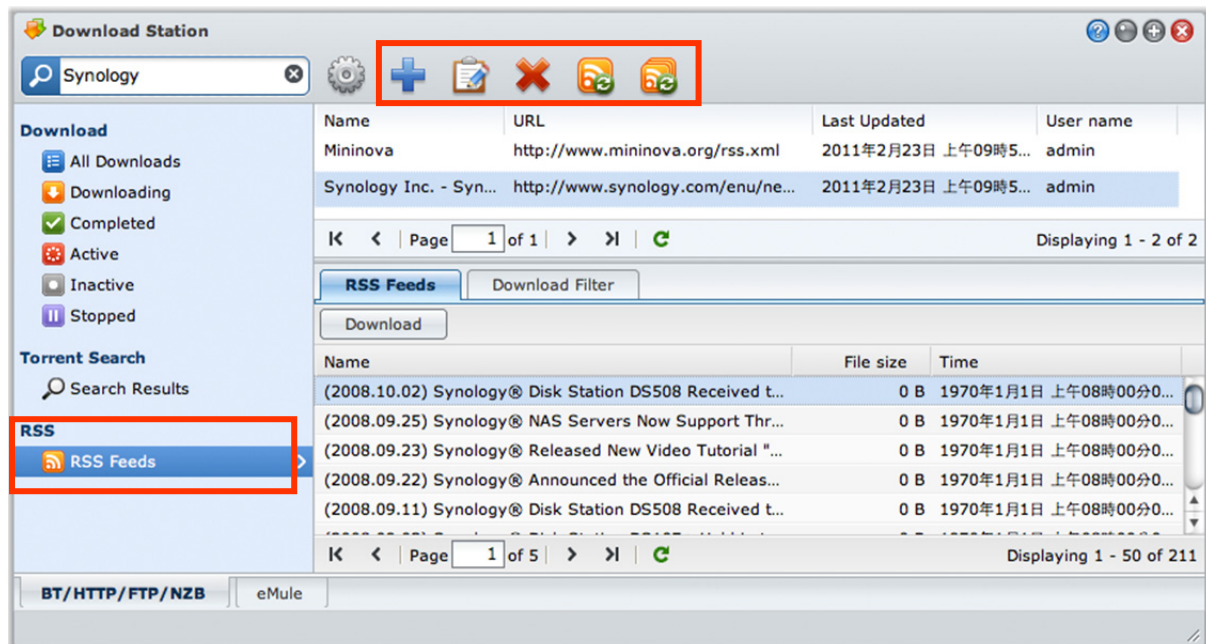 Download Station
Synology
Download
All Downloads
Downloading
Completed
Active
Inactive
Stopped
Torrent Search
Search Results
RSS
RSS Feeds
Name URL Last Updated User name
Mininova http://www.mininova.org/rss.xml 2011年2月23日 上午09時5... admin
Synology Inc. - Syn... http://www.synology.com/enu/ne... 2011年2月23日 上午09時5... admin
Page 1 of 1 Displaying 1 - 2 of 2
RSS Feeds Download Filter
Download
Name File size Time
(2008.10.02) Synology® Disk Station DS508 Received t... 0 B 1970年1月1日 上午08時00分0...
(2008.09.25) Synology® NAS Servers Now Support Thr... 0 B 1970年1月1日 上午08時00分0...
(2008.09.23) Synology® Released New Video Tutorial "... 0 B 1970年1月1日 上午08時00分0...
(2008.09.22) Synology® Announced the Official Releas... 0 B 1970年1月1日 上午08時00分0...
(2008.09.11) Synology® Disk Station DS508 Received t... 0 B 1970年1月1日 上午08時00分0...
Page 1 of 5 Displaying 1 - 50 of 211
BT/HTTP/FTP/NZB eMule